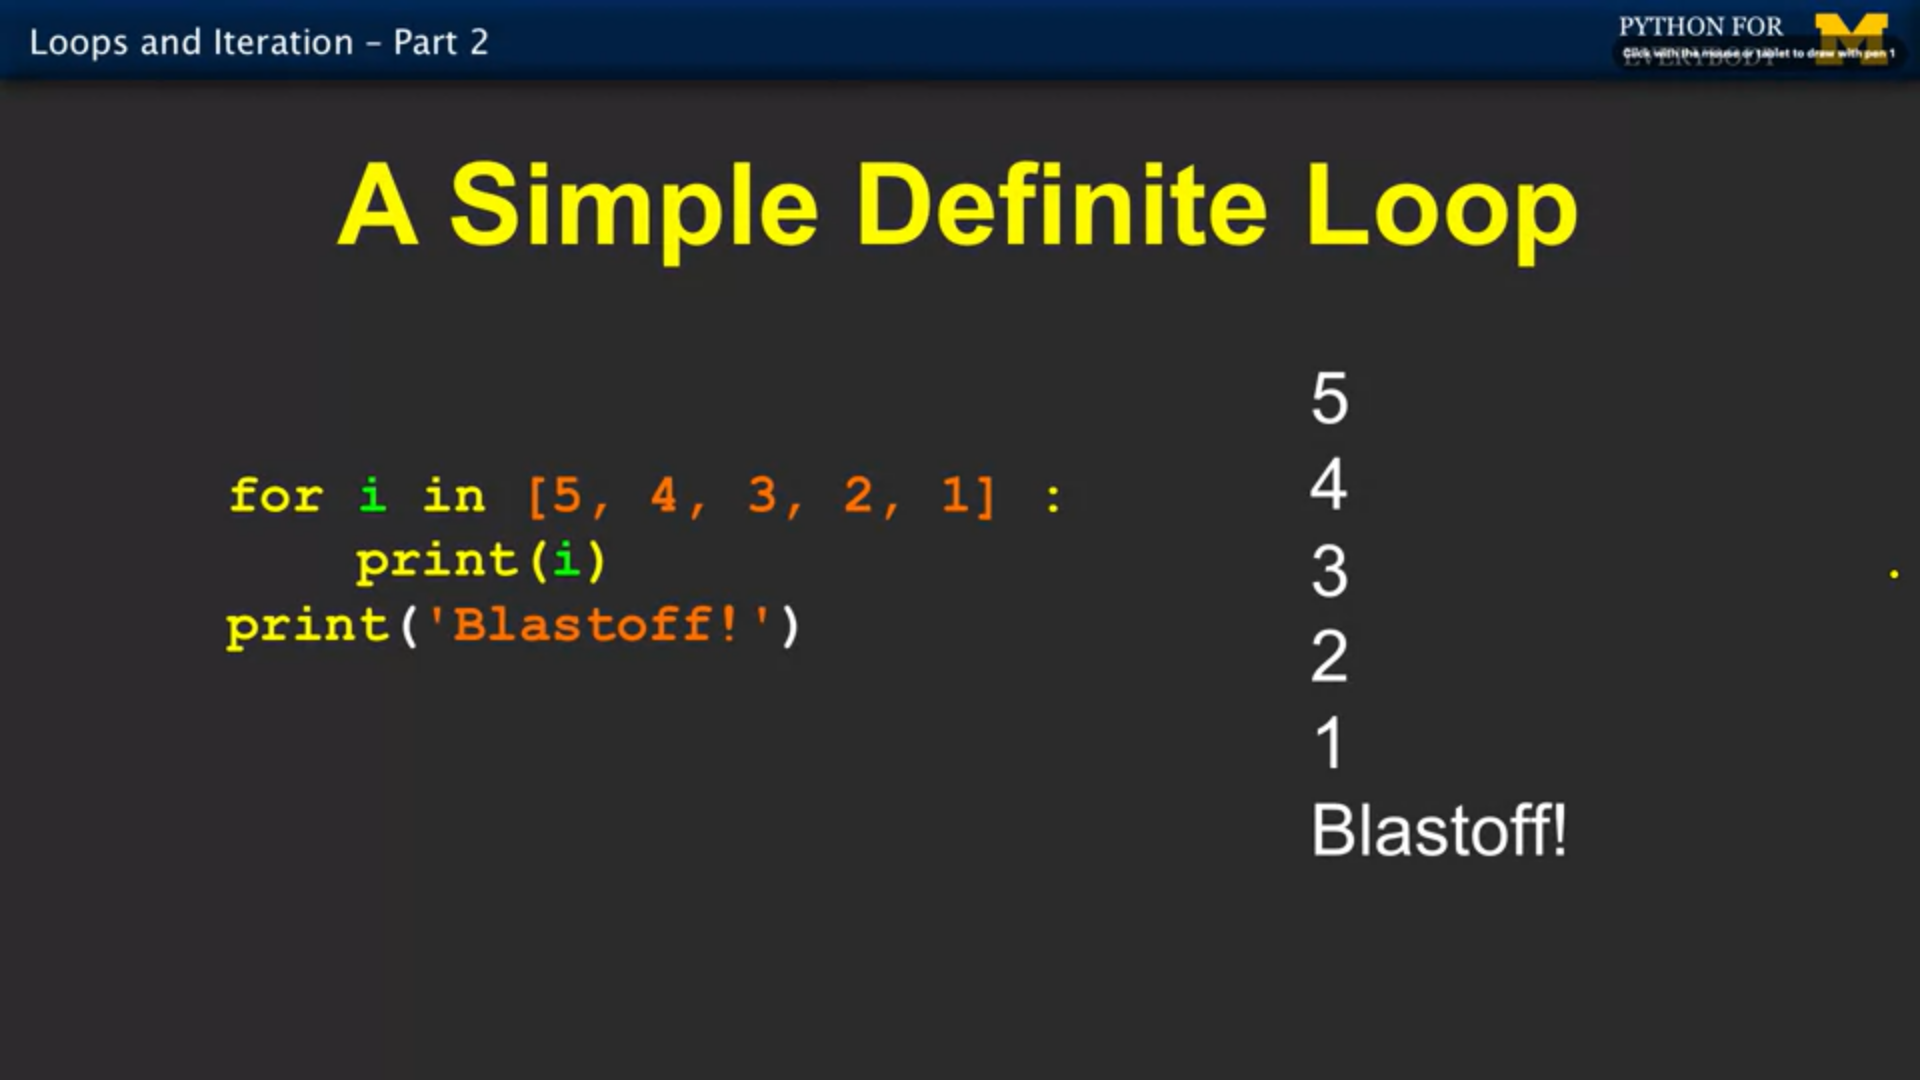 Loops and Iteration – Part 2
PYTHON FOR
EVERYBODY
Click with the mouse or tablet to draw with pen 1
A Simple Definite Loop
for i in [5, 4, 3, 2, 1] :
    print(i)
print('Blastoff!')
5
4
3
2
1
Blastoff!